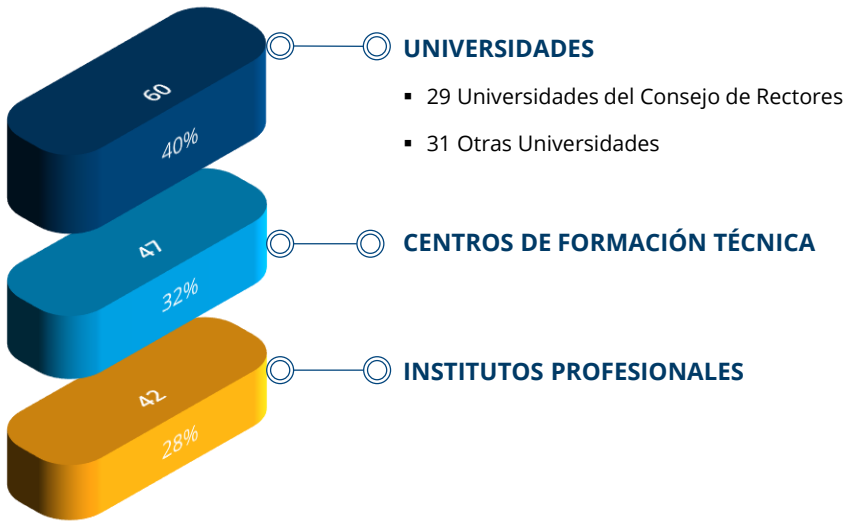 60
40%
UNIVERSIDADES
▪ 29 Universidades del Consejo de Rectores
▪ 31 Otras Universidades
47
32%
CENTROS DE FORMACIÓN TÉCNICA
42
28%
INSTITUTOS PROFESIONALES